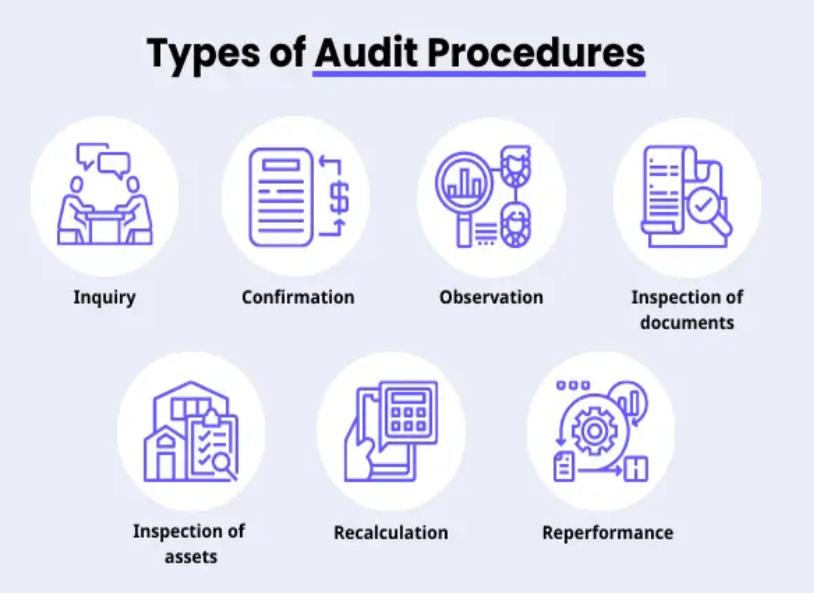 Types of Audit Procedures
Inquiry
Confirmation
Observation
Inspection of
documents
Inspection of
assets
Recalculation
Reperformance